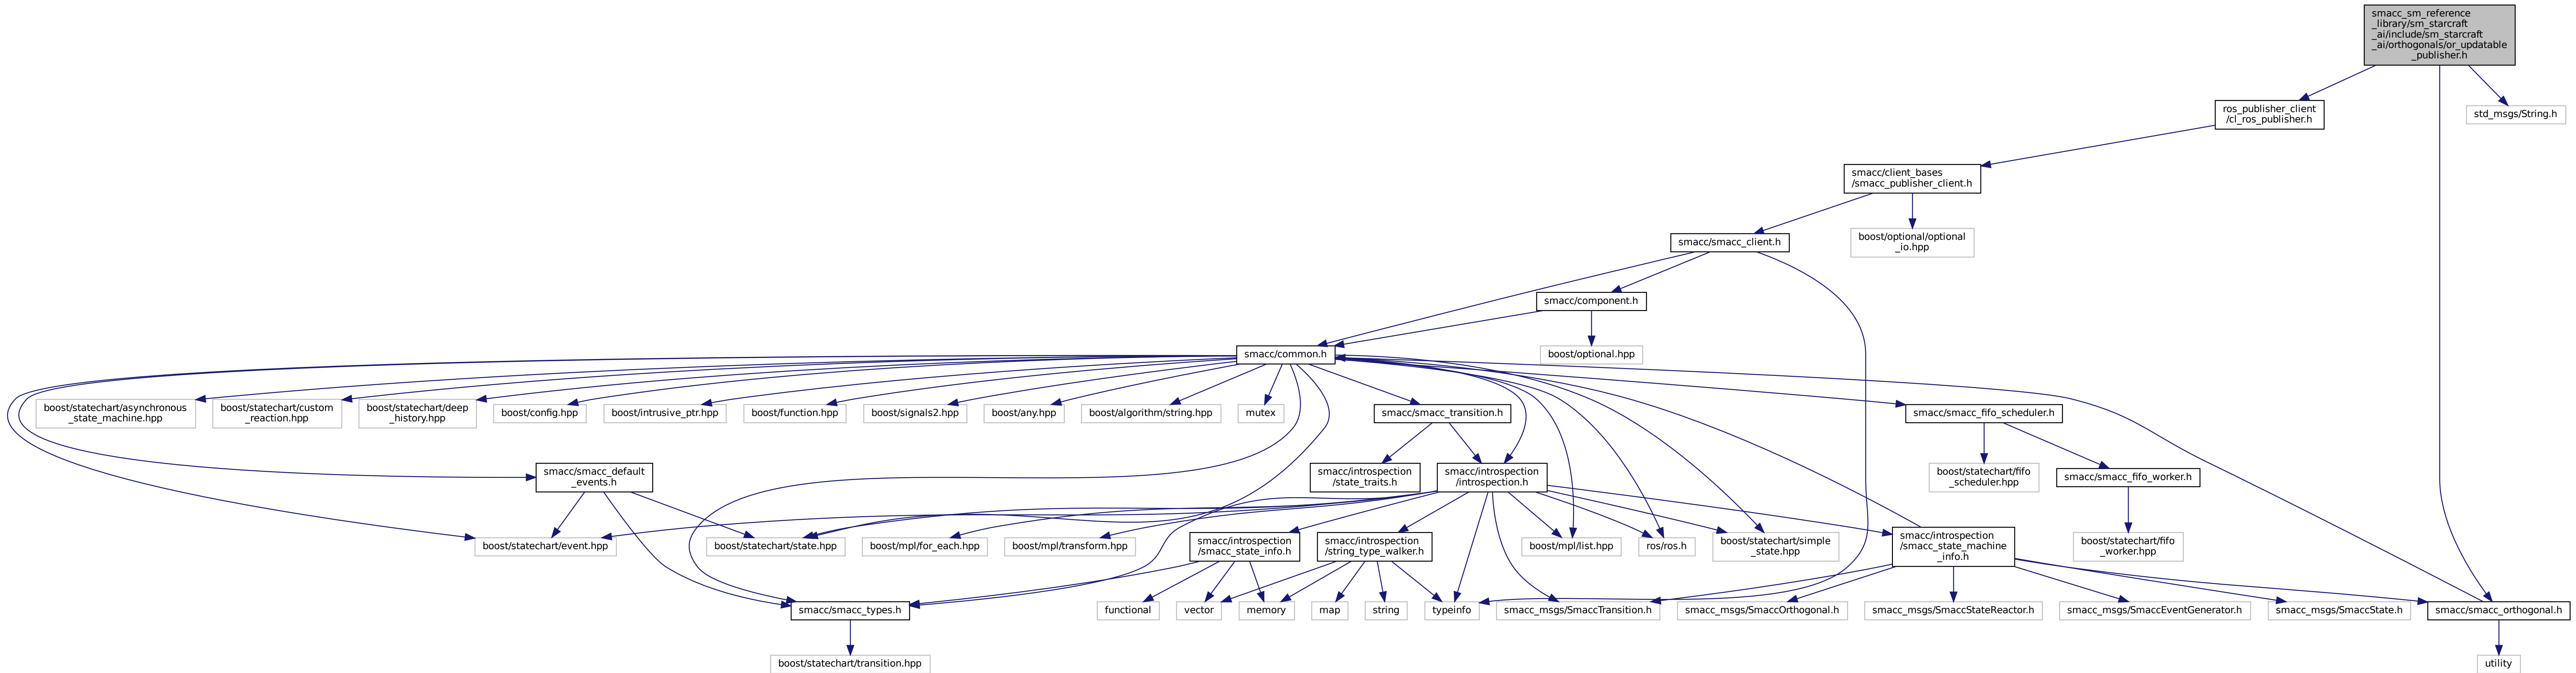 smacc_sm_reference
_library/sm_starcraft
_ai/include/sm_starcraft
_ai/orthogonals/or_updatable
_publisher.h
ros_publisher_client
/cl_ros_publisher.h
std_msgs/String.h
smacc/client_bases
/smacc_publisher_client.h
smacc/smacc_client.h
boost/optional/optional
_io.hpp
smacc/component.h
smacc/common.h
boost/optional.hpp
boost/statechart/asynchronous
_state_machine.hpp
boost/statechart/custom
_reaction.hpp
boost/statechart/deep
_history.hpp
boost/config.hpp
boost/intrusive_ptr.hpp
boost/function.hpp
boost/signals2.hpp
boost/any.hpp
boost/algorithm/string.hpp
mutex
smacc/smacc_transition.h
smacc/smacc_fifo_scheduler.h
smacc/smacc_default
_events.h
smacc/introspection
/state_traits.h
smacc/introspection
/introspection.h
boost/statechart/fifo
_scheduler.hpp
smacc/smacc_fifo_worker.h
boost/statechart/event.hpp
boost/statechart/state.hpp
boost/mpl/for_each.hpp
boost/mpl/transform.hpp
smacc/introspection
/smacc_state_info.h
smacc/introspection
/string_type_walker.h
boost/mpl/list.hpp
ros/ros.h
boost/statechart/simple
_state.hpp
smacc/introspection
/smacc_state_machine
_info.h
boost/statechart/fifo
_worker.hpp
smacc/smacc_types.h
functional
vector
memory
map
string
typeinfo
smacc_msgs/SmaccTransition.h
smacc_msgs/SmaccOrthogonal.h
smacc_msgs/SmaccStateReactor.h
smacc_msgs/SmaccEventGenerator.h
smacc_msgs/SmaccState.h
smacc/smacc_orthogonal.h
boost/statechart/transition.hpp
utility